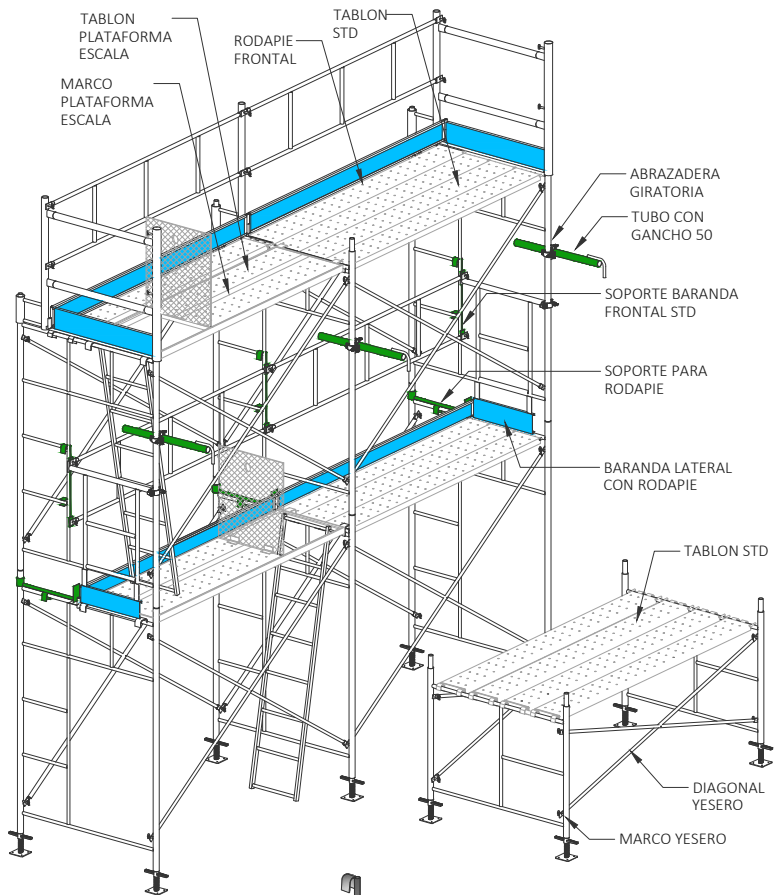 TABLON
PLATAFORMA
ESCALA
MARCO
PLATAFORMA
ESCALA
RODAPIE
FRONTAL
TABLON
STD
ABRAZADERA
GIRATORIA
TUBO CON
GANCHO 50
SOPORTE BARANDA
FRONTAL STD
SOPORTE PARA
RODAPIE
BARANDA LATERAL
CON RODAPIE
TABLON STD
DIAGONAL
YESERO
MARCO YESERO